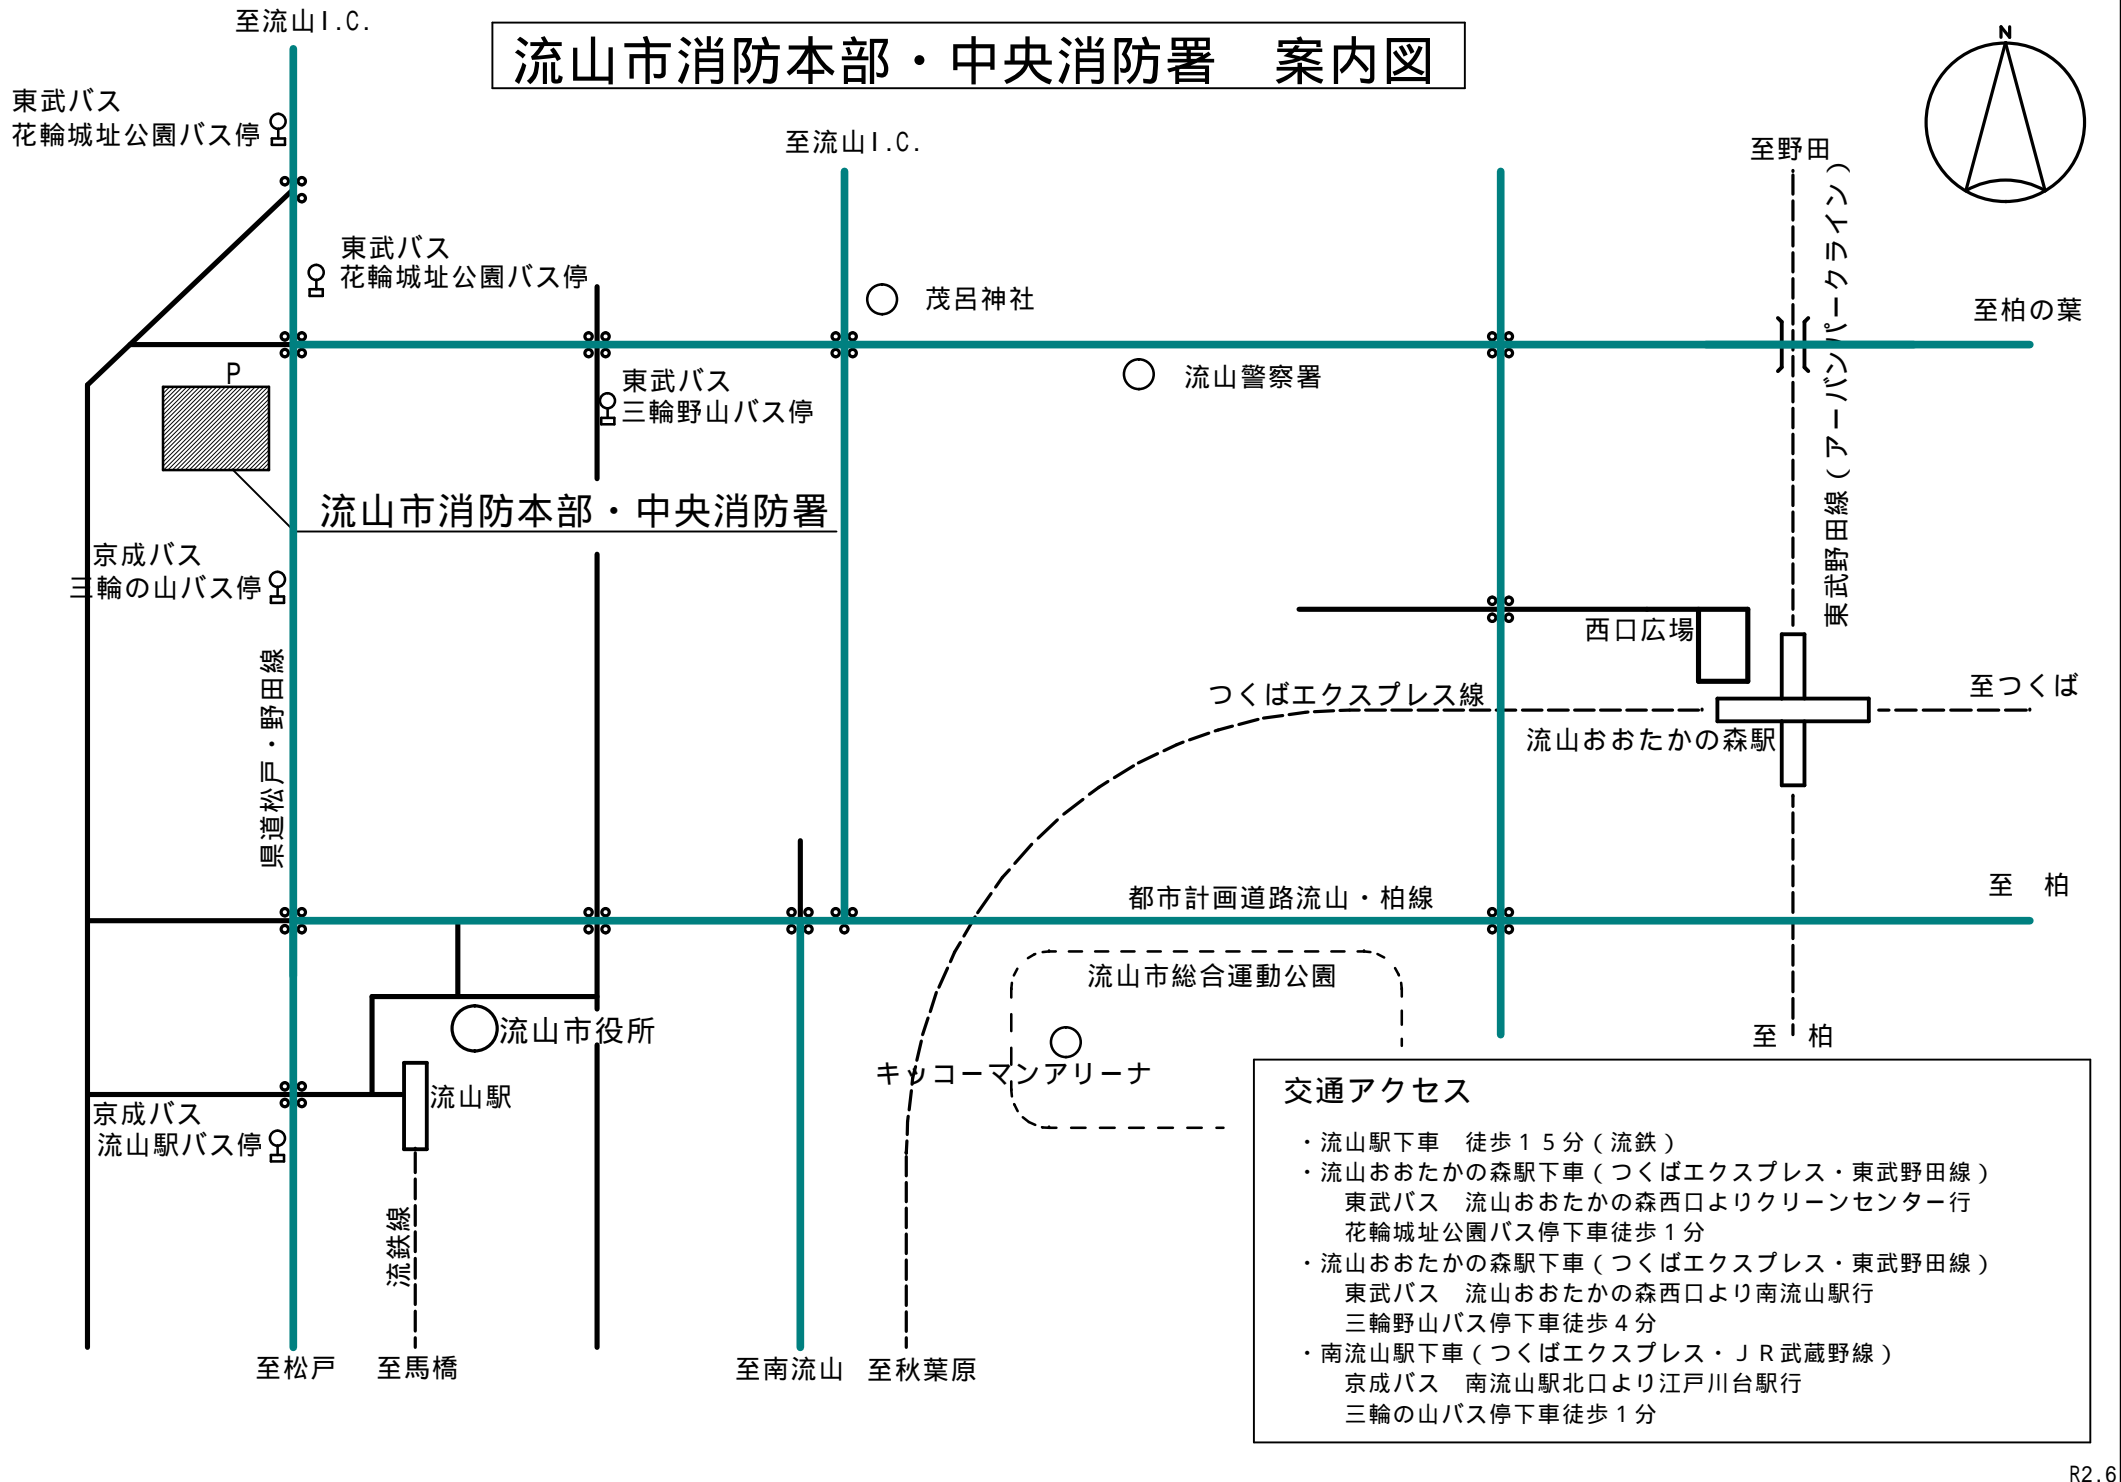 至流山I.C.
流山市消防本部・中央消防署　案内図
N
東武バス
花輪城址公園バス停
至流山I.C.
至野田
東武バス
花輪城址公園バス停
茂呂神社
至柏の葉
P
東武バス
三輪野山バス停
流山警察署
東武野田線（アーバンパークライン）
流山市消防本部・中央消防署
京成バス
三輪の山バス停
西口広場
県道松戸・野田線
つくばエクスプレス線
至つくば
流山おおたかの森駅
都市計画道路流山・柏線
至　柏
流山市総合運動公園
流山市役所
至　柏
キッコーマンアリーナ
流山駅
京成バス
流山駅バス停
流鉄線
至松戸
至馬橋
至南流山
至秋葉原
交通アクセス
・流山駅下車　徒歩１５分（流鉄）
・流山おおたかの森駅下車（つくばエクスプレス・東武野田線）
東武バス　流山おおたかの森西口よりクリーンセンター行
花輪城址公園バス停下車徒歩１分
・流山おおたかの森駅下車（つくばエクスプレス・東武野田線）
東武バス　流山おおたかの森西口より南流山駅行
三輪野山バス停下車徒歩４分
・南流山駅下車（つくばエクスプレス・ＪＲ武蔵野線）
京成バス　南流山駅北口より江戸川台駅行
三輪の山バス停下車徒歩１分
R2.6